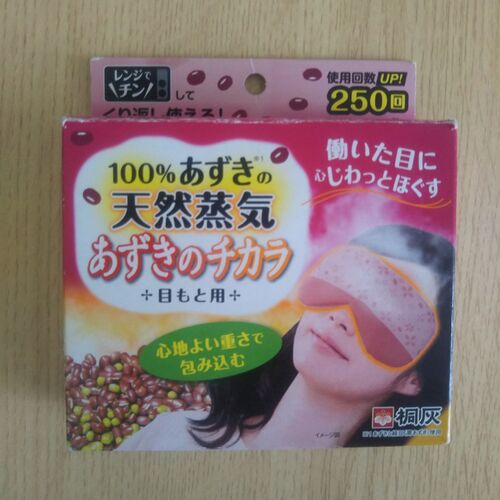 レンジで
チン!
して
くり返し使える!
使用回数UP!
250回
100%あずきの※1
天然蒸気
あずきのチカラ
目もと用
働いた目に
心じわっとほぐす
心地よい重さで
包み込む
桐灰
イメージ図